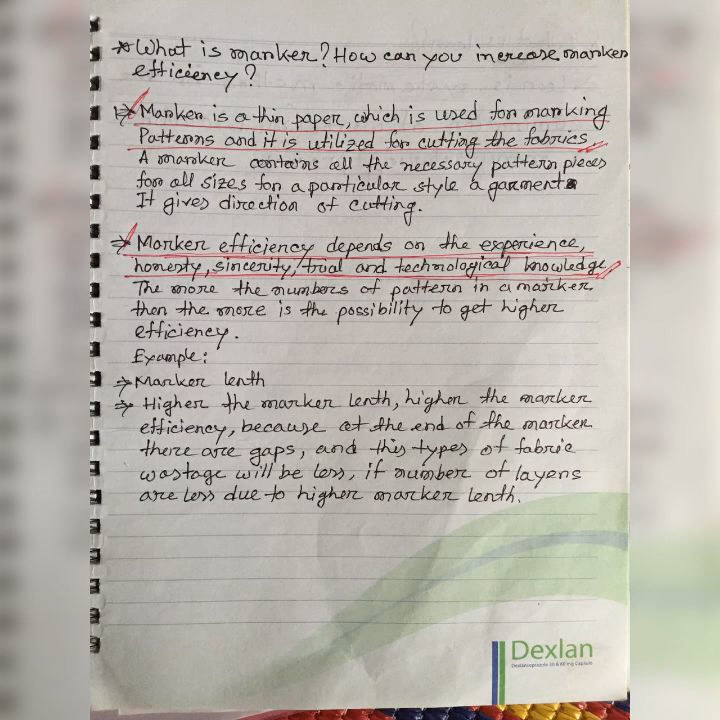 * What is marker? How can you increase marker
efficiency?
⇒ Marker is a thin paper, which is used for marking
Patterns and it is utilized for cutting the fabrics.
A marker contains all the necessary pattern pieces
for all sizes for a particular style a garment.
It gives direction of cutting.
⇒ Marker efficiency depends on the experience,
honesty, sincerity, trial and technological knowledge.
The more the numbers of pattern in a marker
then the more is the possibility to get higher
efficiency.
Example:
⇒ Marker lenth
⇒ Higher the marker lenth, higher the marker
efficiency, because at the end of the marker
there are gaps, and this types of fabric
wastage will be less, if number of layers
are less due to higher marker lenth.
Dexlan
Dexlansoprazole 30 & 60 mg Capsule